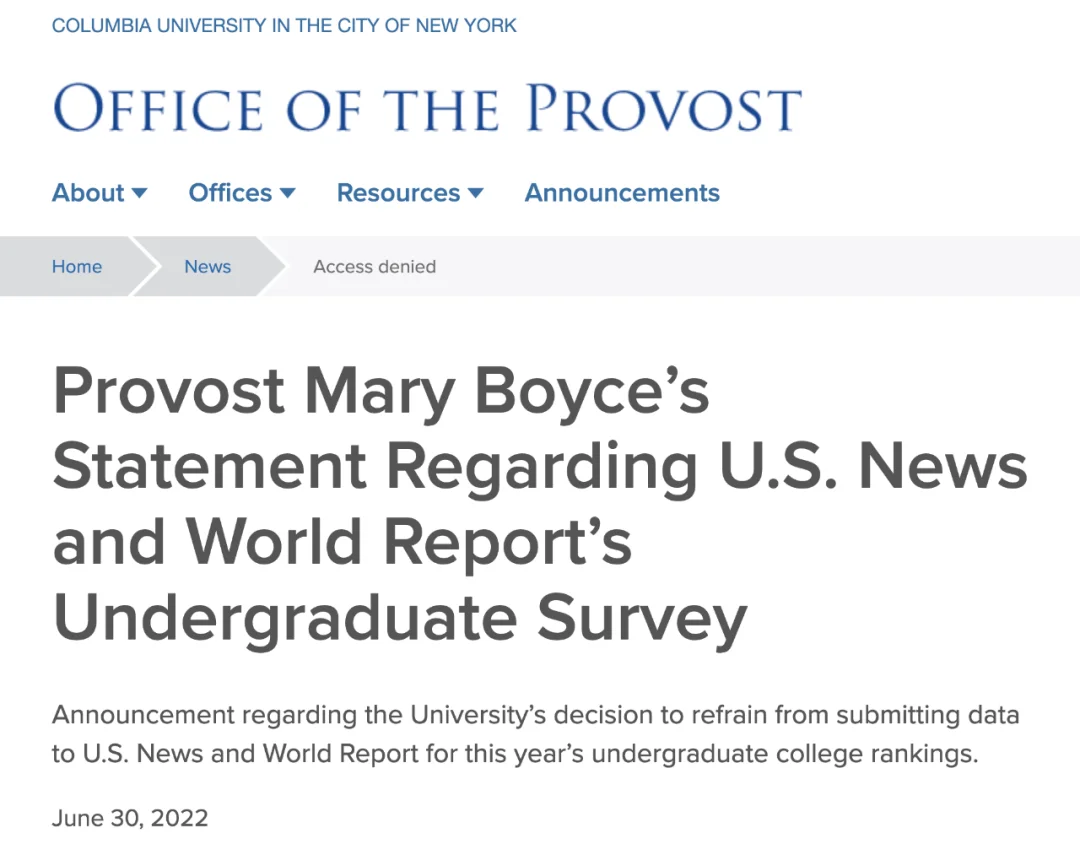 COLUMBIA UNIVERSITY IN THE CITY OF NEW YORK
OFFICE OF THE PROVOST
About Offices Resources Announcements
Home News Access denied
Provost Mary Boyce’s
Statement Regarding U.S. News
and World Report’s
Undergraduate Survey
Announcement regarding the University’s decision to refrain from submitting data
to U.S. News and World Report for this year’s undergraduate college rankings.
June 30, 2022